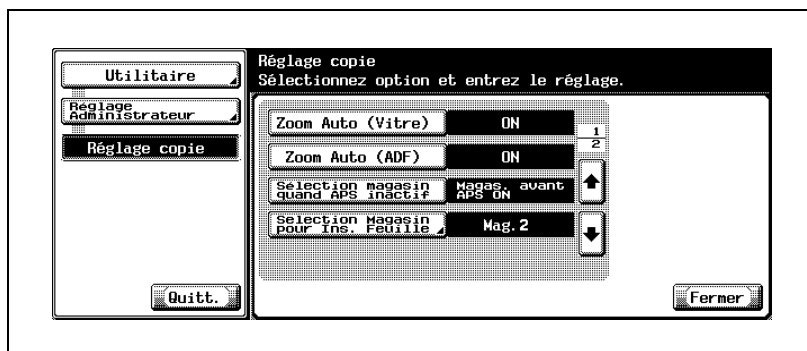 Utilitaire
Réglage
Administrateur
Réglage copie
Quitt.
Réglage copie
Sélectionnez option et entrez le réglage.
Zoom Auto (Vitre) ON
Zoom Auto (ADF) ON
Sélection magasin
quand APS inactif
Magas. avant
APS ON
Sélection Magasin
pour Ins. Feuille
Mag.2
1
2
Fermer